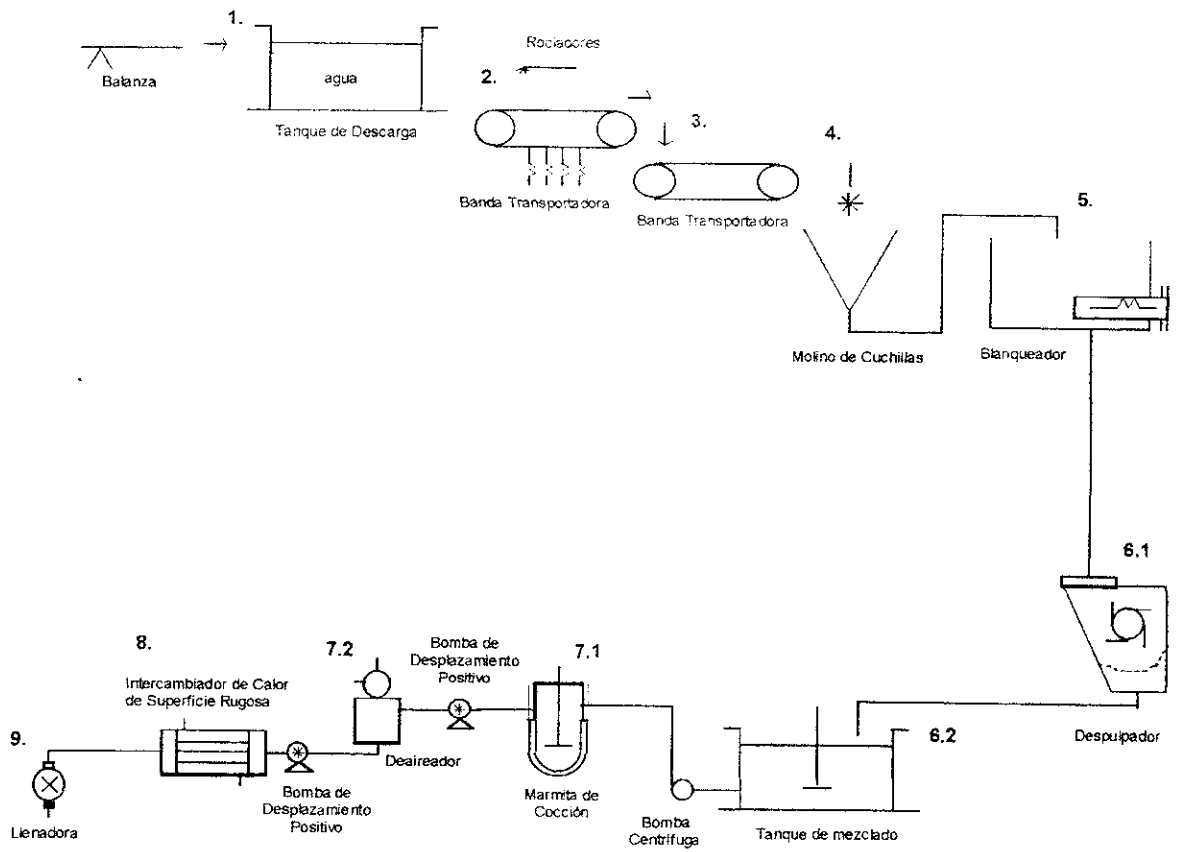 1.
Balanza
agua
Tanque de Descarga
Rociadores
2.
Banda Transportadora
3.
Banda Transportadora
4.
Molino de Cuchillas
5.
Blanqueador
6.1
Despulpador
6.2
Tanque de mezclado
Bomba
Centrífuga
7.1
Marmita de
Cocción
Bomba de
Desplazamiento
Positivo
7.2
Deaireador
Bomba de
Desplazamiento
Positivo
8.
Intercambiador de Calor
de Superficie Rugosa
9.
Llenadora